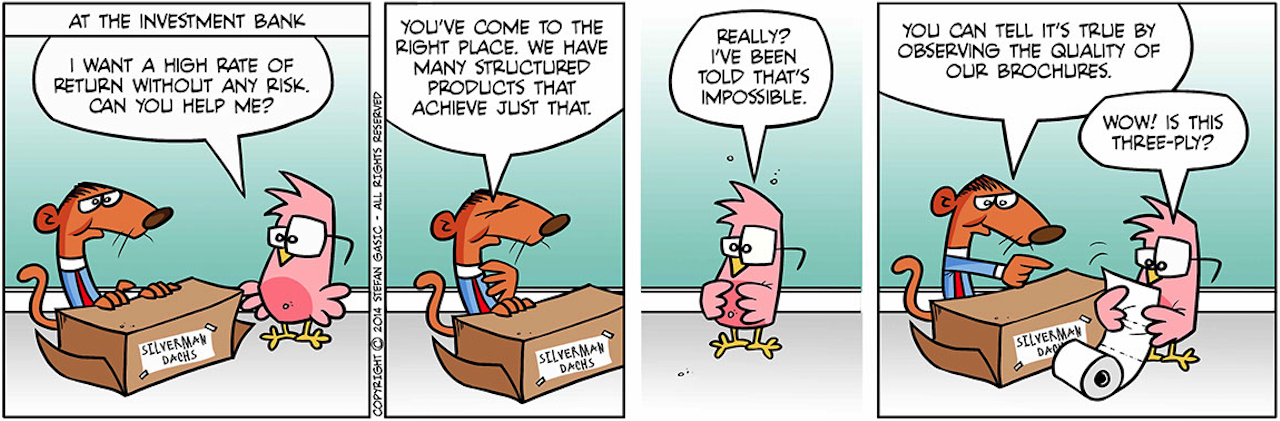 AT THE INVESTMENT BANK
I WANT A HIGH RATE OF
RETURN WITHOUT ANY RISK.
CAN YOU HELP ME?
SILVERMAN
DACHS
COPYRIGHT © 2014 STEFAN GASIC - ALL RIGHTS RESERVED
YOU'VE COME TO THE
RIGHT PLACE. WE HAVE
MANY STRUCTURED
PRODUCTS THAT
ACHIEVE JUST THAT.
SILVERMAN
DACHS
REALLY?
I'VE BEEN
TOLD THAT'S
IMPOSSIBLE.
YOU CAN TELL IT'S TRUE BY
OBSERVING THE QUALITY OF
OUR BROCHURES.
WOW! IS THIS
THREE-PLY?
SILVERMAN